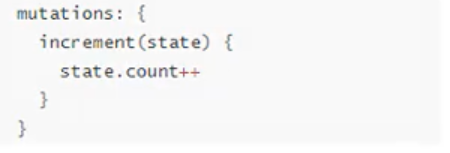 mutations: {
  increment(state) {
    state.count++
  }
}